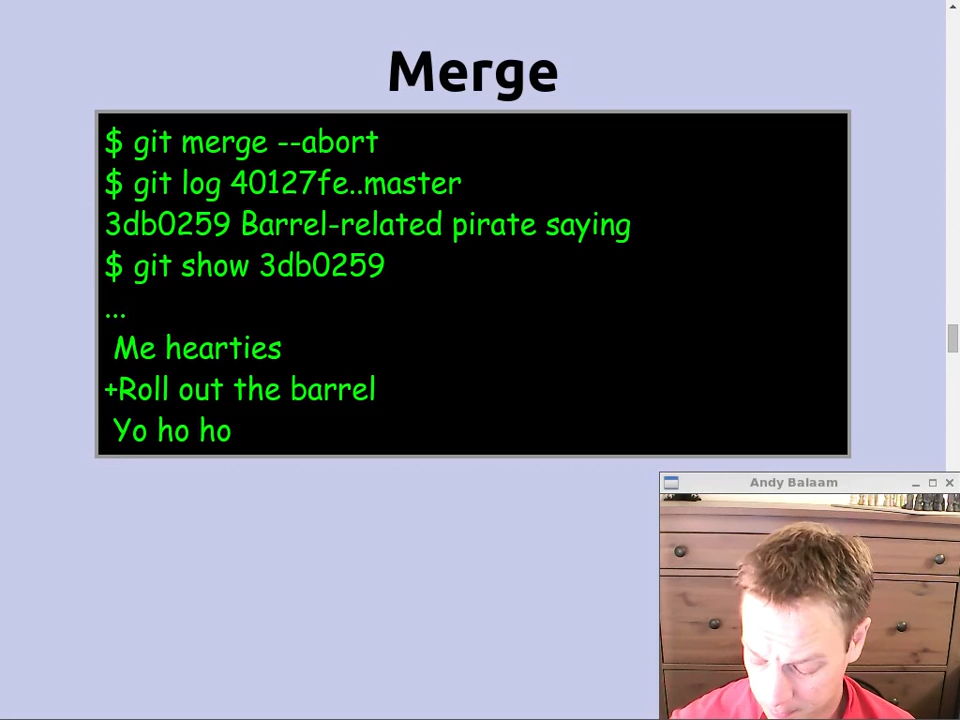 Merge
$ git merge --abort
$ git log 40127fe..master
3db0259 Barrel-related pirate saying
$ git show 3db0259
...
 Me hearties
+Roll out the barrel
 Yo ho ho
Andy Balaam